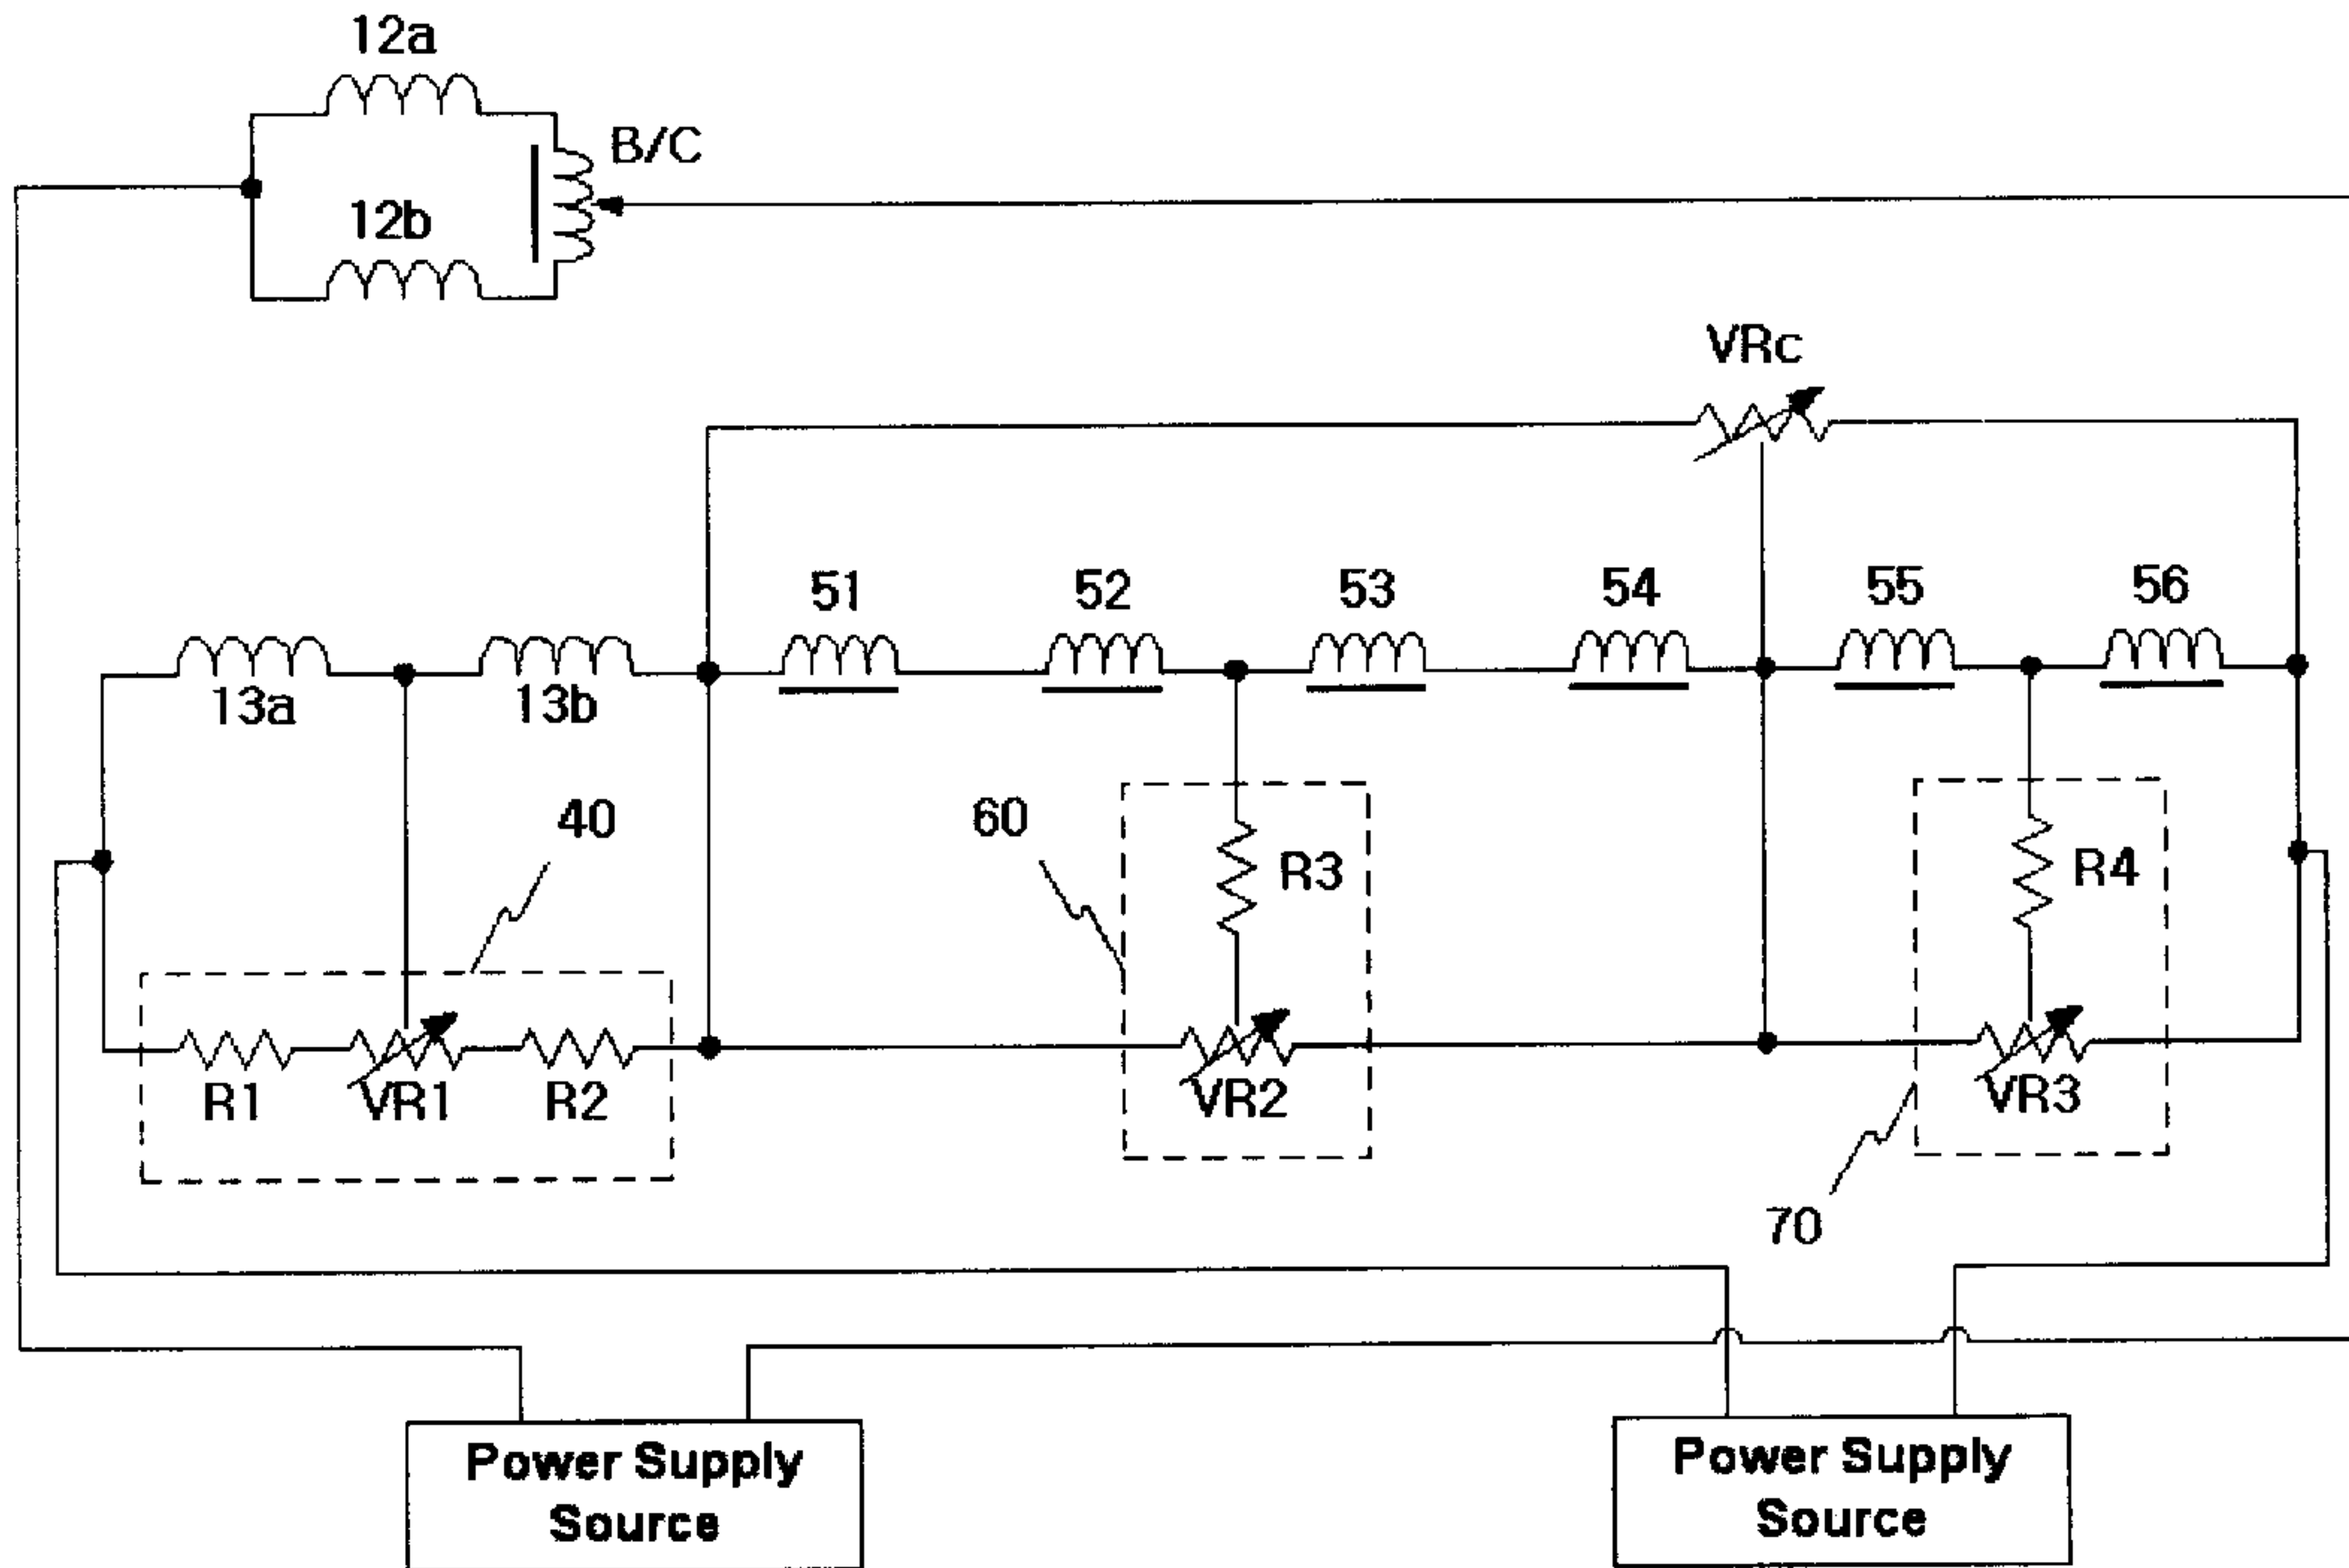 12a
B/C
12b
VRc
51
52
53
54
55
56
13a
13b
40
60
R3
R4
R1
VR1
R2
VR2
VR3
70
Power Supply
Source
Power Supply
Source